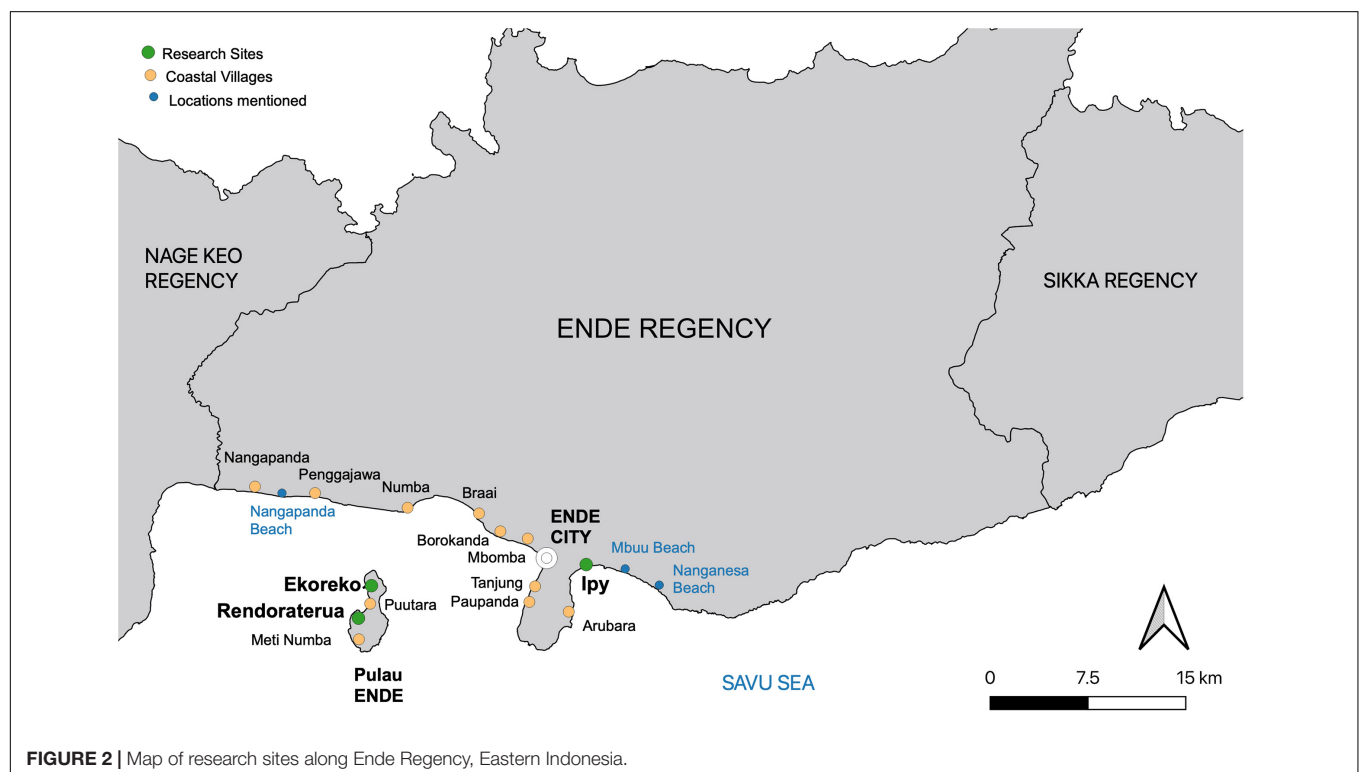 Research Sites
Coastal Villages
Locations mentioned
NAGE KEO
REGENCY
ENDE REGENCY
SIKKA REGENCY
Nangapanda
Penggajawa
Numba
Braai
Nangapanda
Beach
Borokanda
Mbomba
ENDE
CITY
Mbuu Beach
Nanganesa
Beach
Ipy
Tanjung
Paupanda
Arubara
Ekoreko
Puutara
Rendoraterua
Meti Numba
Pulau
ENDE
SAVU SEA
0 7.5 15 km
FIGURE 2 | Map of research sites along Ende Regency, Eastern Indonesia.